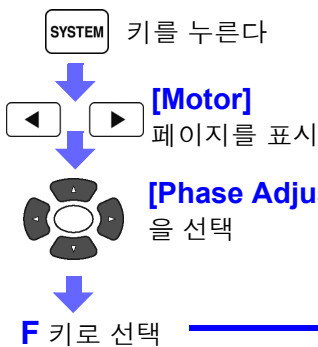 SYSTEM 키를 누른다
[Motor]
페이지를 표시
[Phase Adju
을 선택
F 키로 선택